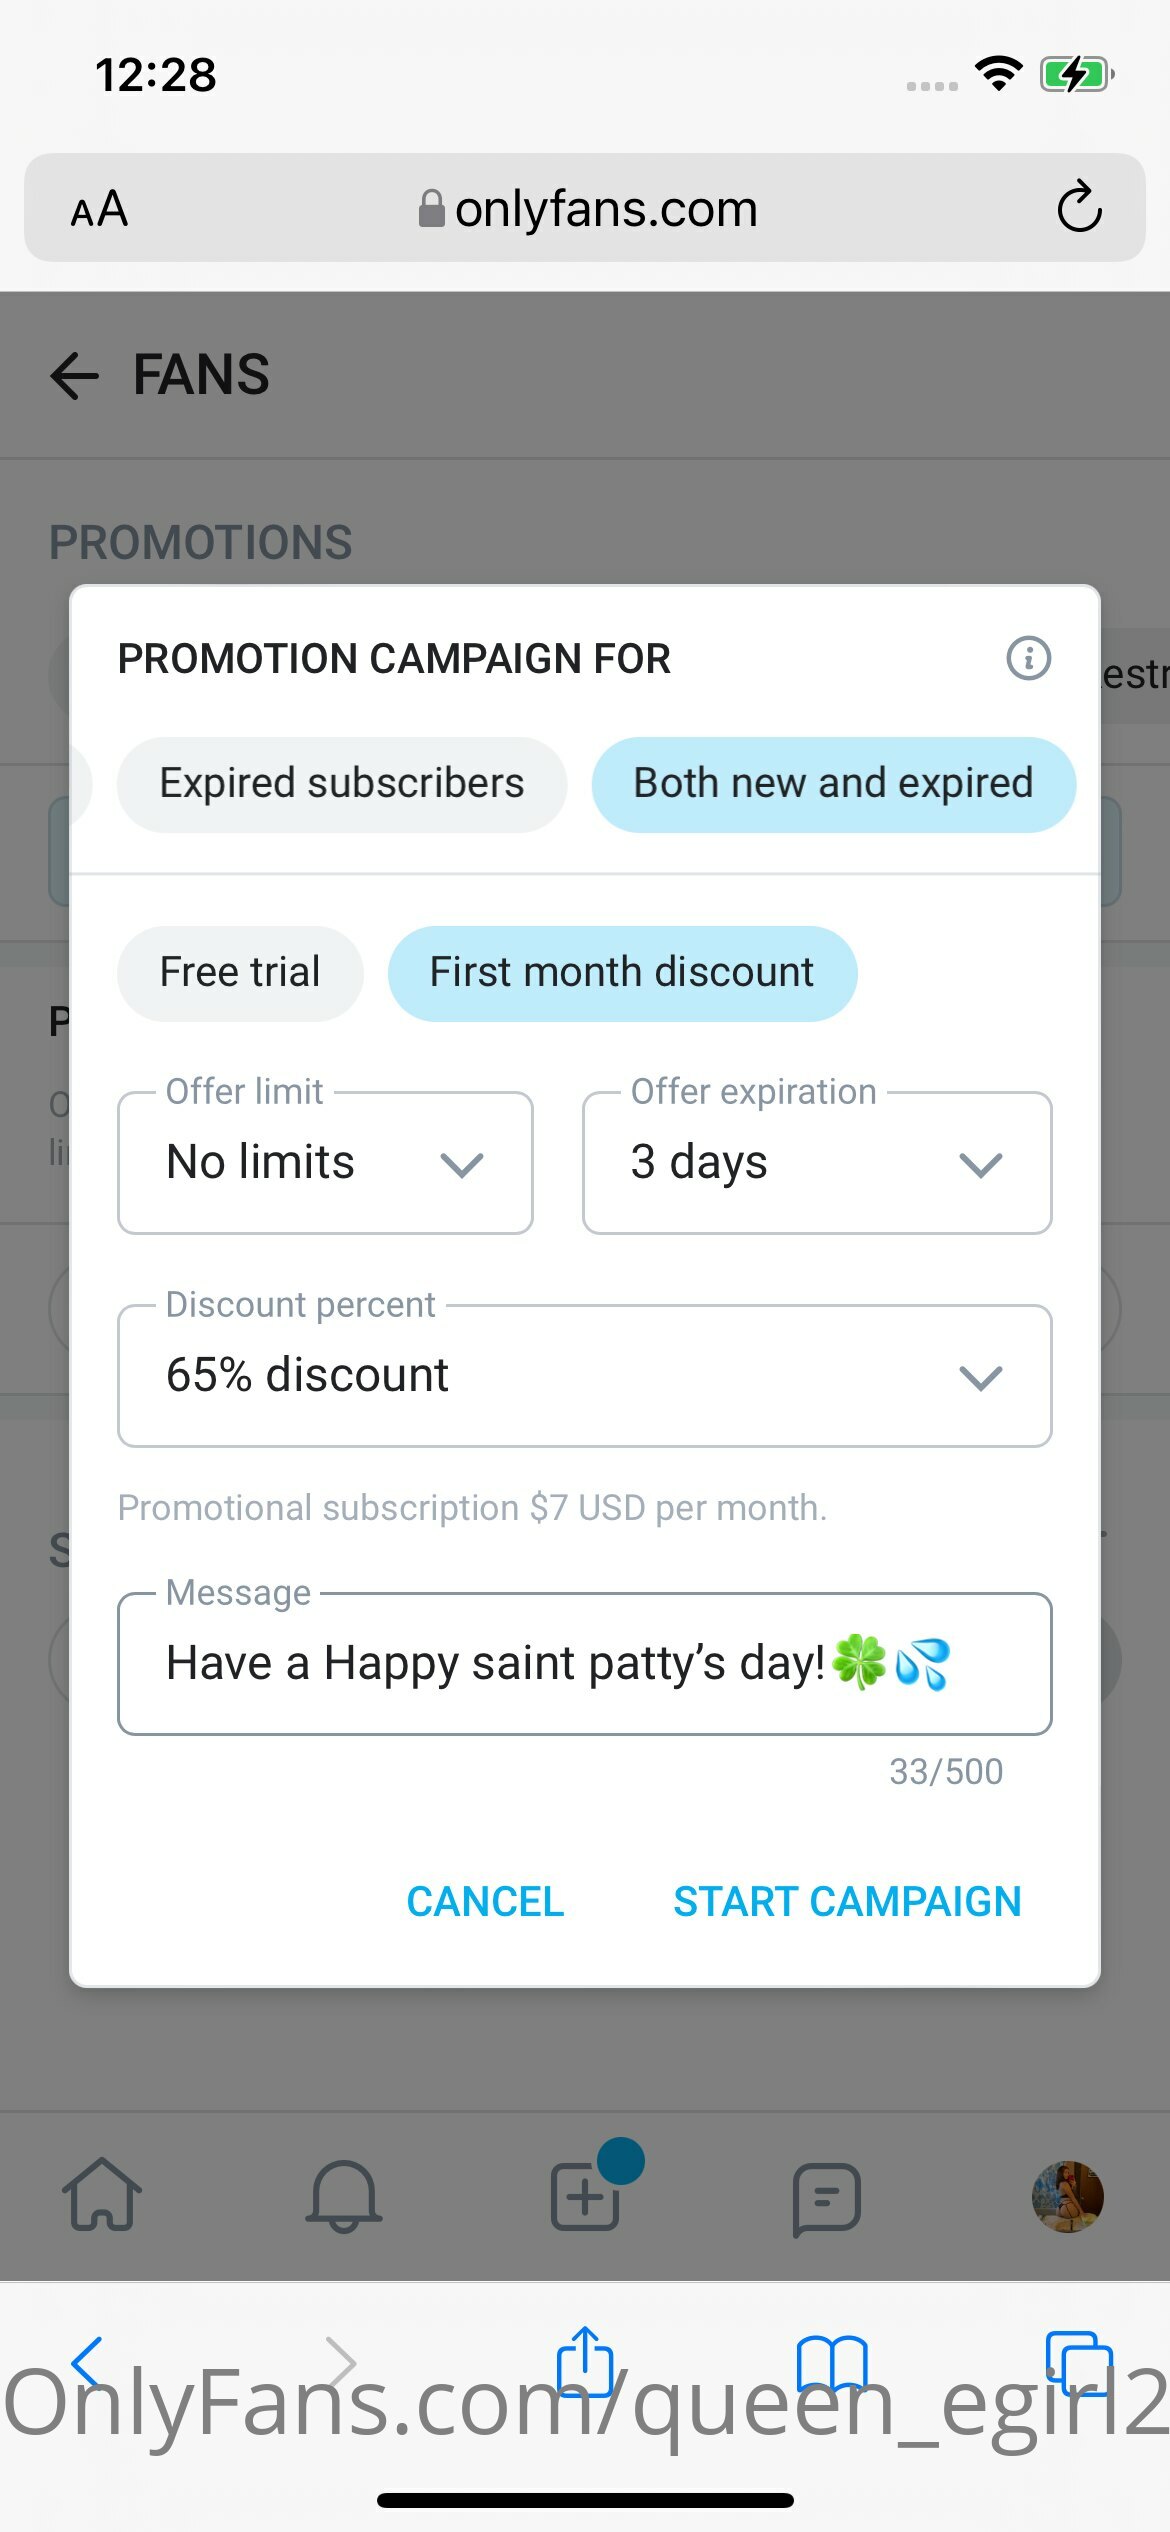 12:28
AA
onlyfans.com
FANS
PROMOTIONS
PROMOTION CAMPAIGN FOR
Expired subscribers
Both new and expired
Free trial
First month discount
Offer limit
Offer expiration
No limits
3 days
Discount percent
65% discount
Promotional subscription $7 USD per month.
Message
Have a Happy saint patty’s day!🍀💦
33/500
CANCEL
START CAMPAIGN
OnlyFans.com/queen_egirl2